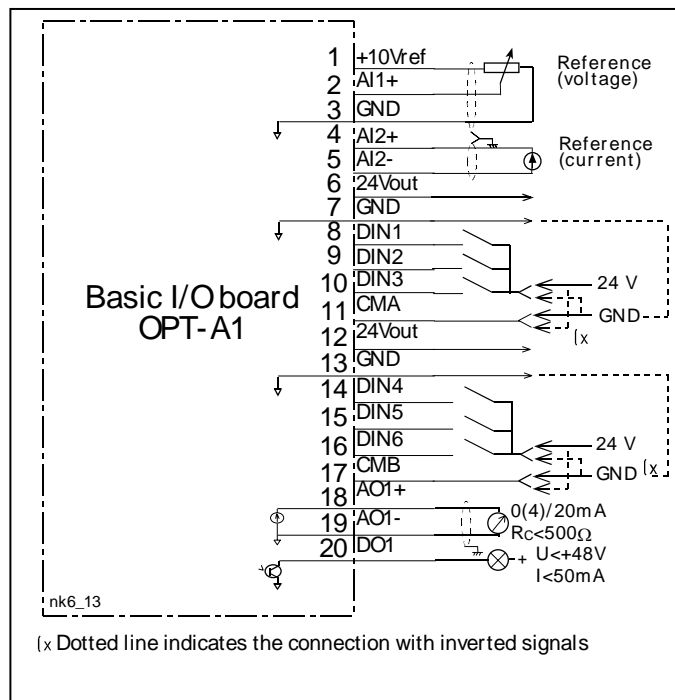 1 +10Vref
2 AI1+
3 GND
4 AI2+
5 AI2-
6 24Vout
7 GND
8 DIN1
9 DIN2
10 DIN3
11 CMA
12 24Vout
13 GND
14 DIN4
15 DIN5
16 DIN6
17 CMB
18 AO1+
19 AO1-
20 DO1
Basic I/O board
OPT-A1
Reference
(voltage)
Reference
(current)
24 V
GND
(x
24 V
GND (x
0(4)/20mA
RC<500Ω
+ U<+48V
I<50mA
nk6_13
(x Dotted line indicates the connection with inverted signals